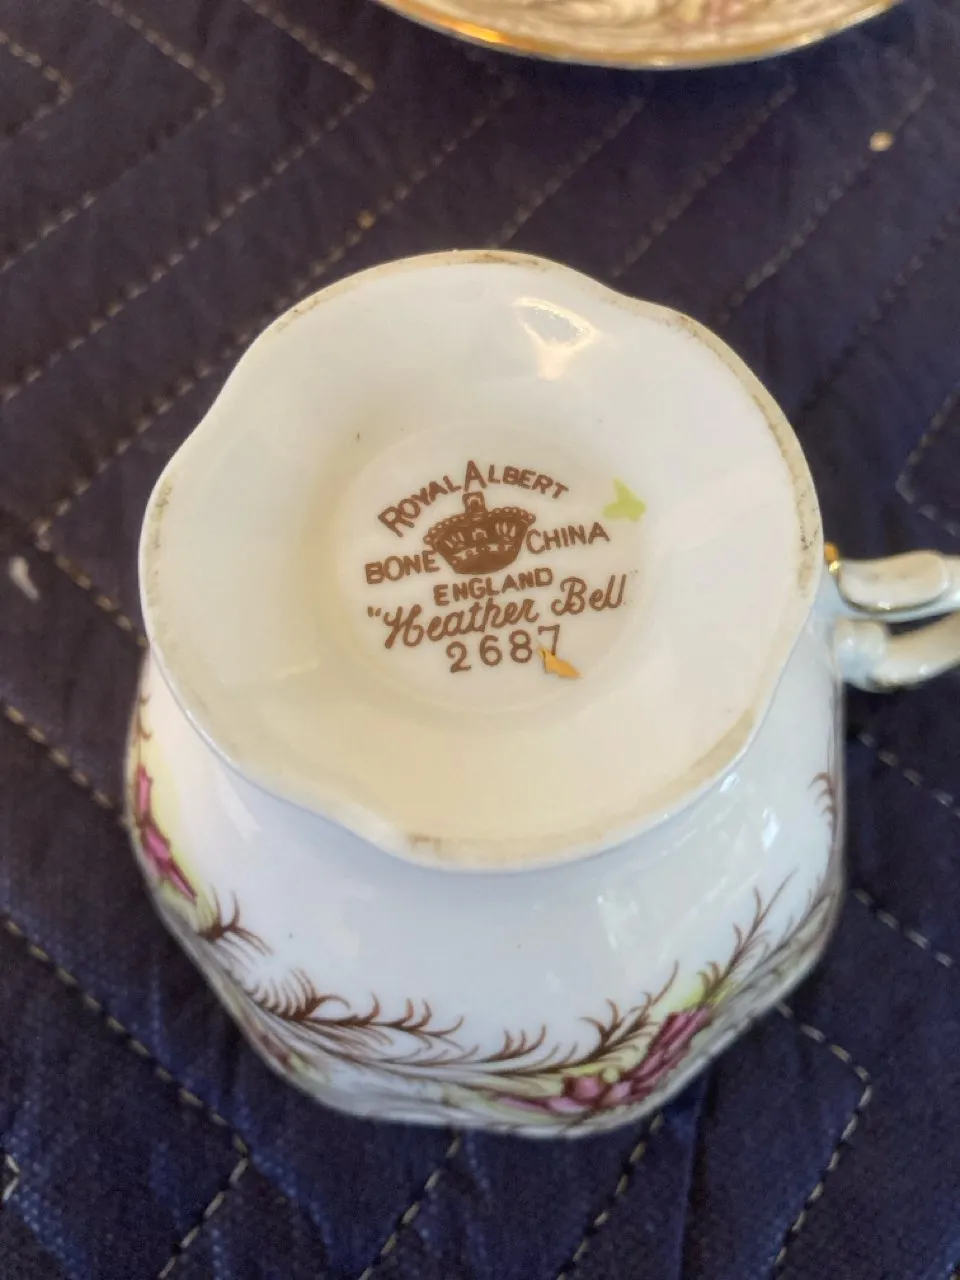 ROYAL ALBERT
BONE CHINA
ENGLAND
"Heather Bell
2687